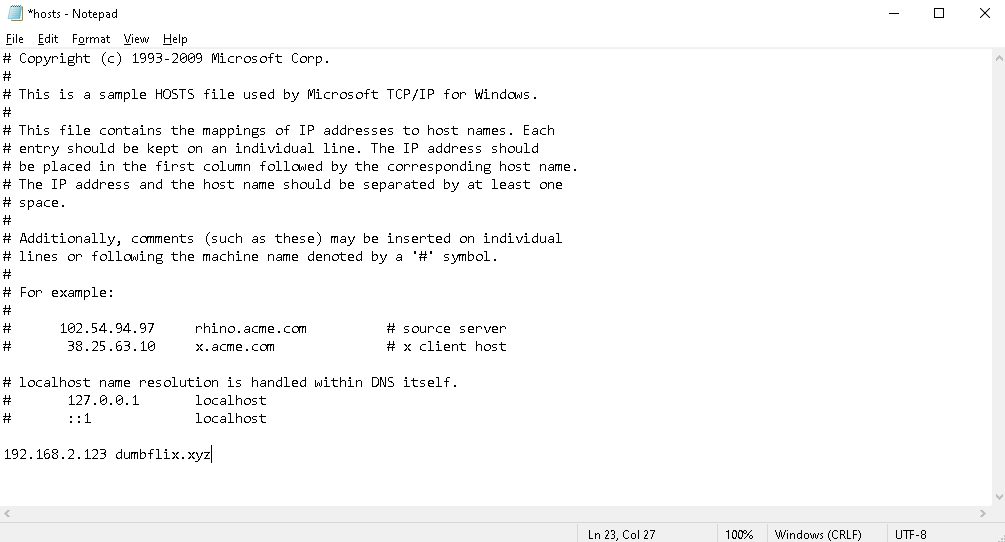 *hosts - Notepad
File Edit Format View Help
# Copyright (c) 1993-2009 Microsoft Corp.
#
# This is a sample HOSTS file used by Microsoft TCP/IP for Windows.
#
# This file contains the mappings of IP addresses to host names. Each
# entry should be kept on an individual line. The IP address should
# be placed in the first column followed by the corresponding host name.
# The IP address and the host name should be separated by at least one
# space.
#
# Additionally, comments (such as these) may be inserted on individual
# lines or following the machine name denoted by a '#' symbol.
#
# For example:
#
#      102.54.94.97     rhino.acme.com          # source server
#       38.25.63.10     x.acme.com              # x client host
# localhost name resolution is handled within DNS itself.
#       127.0.0.1       localhost
#       ::1             localhost
192.168.2.123 dumbflix.xyz
Ln 23, Col 27 100% Windows (CRLF) UTF-8